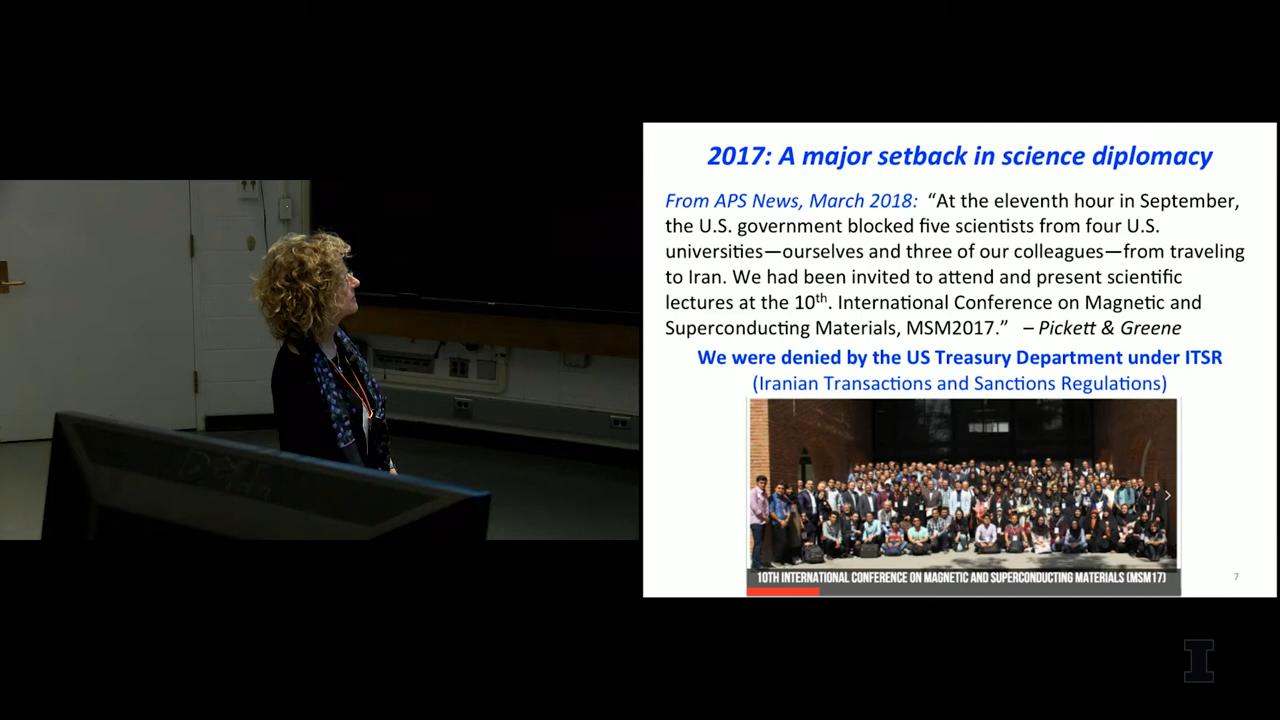 2017: A major setback in science diplomacy
From APS News, March 2018: “At the eleventh hour in September,
the U.S. government blocked five scientists from four U.S.
universities—ourselves and three of our colleagues—from traveling
to Iran. We had been invited to attend and present scientific
lectures at the 10th. International Conference on Magnetic and
Superconducting Materials, MSM2017.” – Pickett & Greene
We were denied by the US Treasury Department under ITSR
(Iranian Transactions and Sanctions Regulations)
10TH INTERNATIONAL CONFERENCE ON MAGNETIC AND SUPERCONDUCTING MATERIALS (MSM17)
7
I